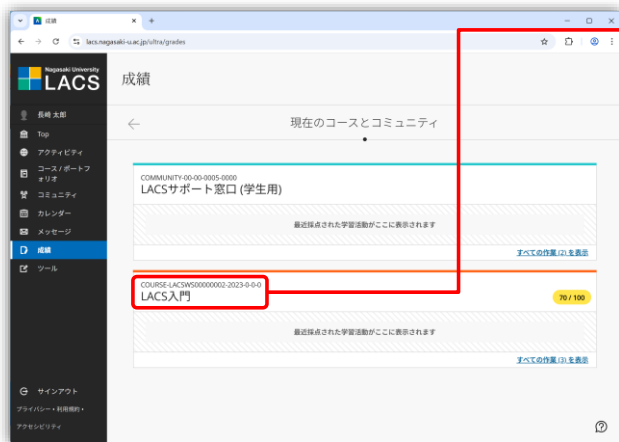 成績
lacs.nagasaki-u.ac.jp/ultra/grades
Nagasaki University
LACS
長崎 太郎
Top
アクティビティ
コース / ポートフォリオ
コミュニティ
カレンダー
メッセージ
成績
ツール
サインアウト
プライバシー・利用規約・
アクセシビリティ
成績
現在のコースとコミュニティ
COMMUNITY-00-00-0005-0000
LACSサポート窓口 (学生用)
最近採点された学習活動がここに表示されます
すべての作業 (2) を表示
COURSE-LACSWS00000002-2023-0-0-0
LACS入門
70 / 100
最近採点された学習活動がここに表示されます
すべての作業 (3) を表示